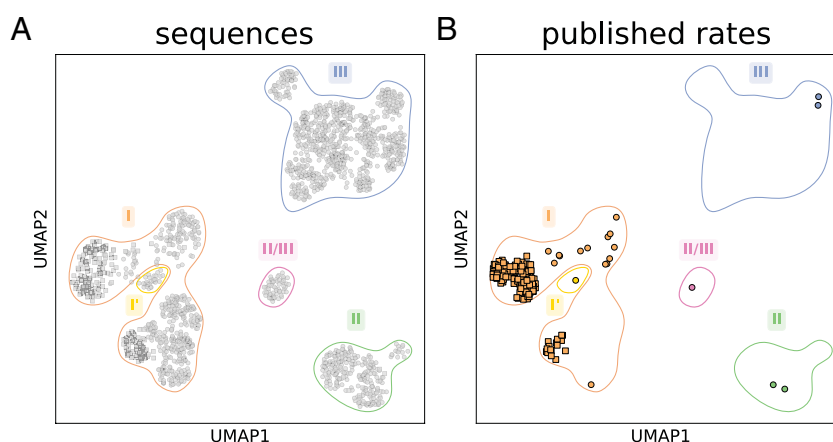 A
sequences
III
I
II/III
I'
II
UMAP2
UMAP1
B
published rates
III
I
II/III
I'
II
UMAP2
UMAP1